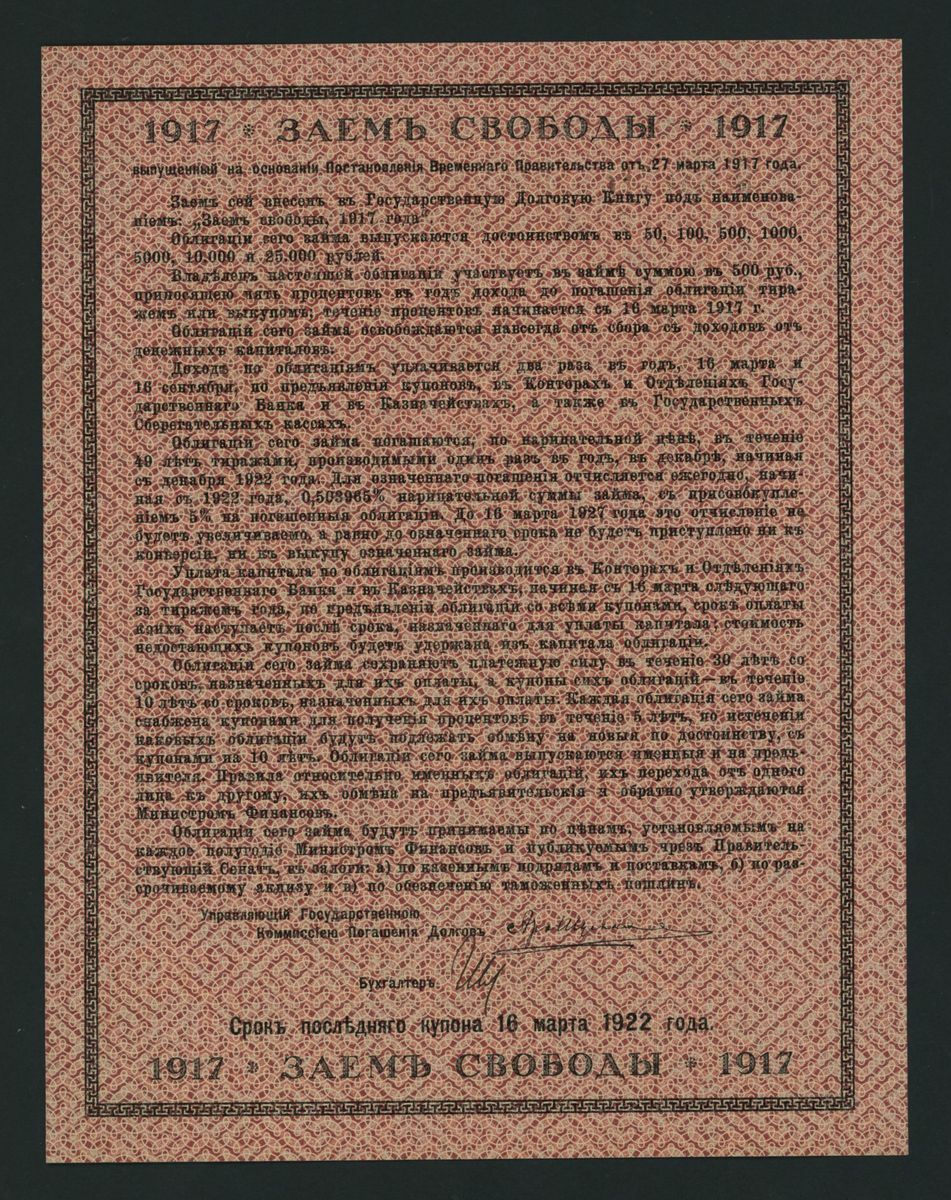 1917 * ЗАЕМЪ СВОБОДЫ * 1917
выпущенный на основаніи Постановленія Временнаго Правительства отъ 27 марта 1917 года.
Заемъ сей внесенъ въ Государственную Долговую Книгу подъ наименова-
ніемъ: „Заемъ свободы, 1917 года“.
Облигаціи сего займа выпускаются достоинствомъ въ 50, 100, 500, 1000,
5000, 10.000 и 25.000 рублей.
Владѣлецъ настоящей облигаціи участвуетъ въ займѣ суммою въ 500 руб.,
приносящею пять процентовъ въ годъ дохода до погашенія облигаціи тира-
жемъ или выкупомъ; теченіе процентовъ начинается съ 16 марта 1917 г.
Облигаціи сего займа освобождаются навсегда отъ сбора съ доходовъ отъ
денежныхъ капиталовъ.
Доходъ по облигаціямъ уплачивается два раза въ годъ, 16 марта и
16 сентября, по предъявленіи купоновъ, въ Конторахъ и Отдѣленіяхъ Госу-
дарственнаго Банка и въ Казначействахъ, а также въ Государственныхъ
Сберегательныхъ кассахъ.
Облигаціи сего займа погашаются, по нарицательной цѣнѣ, въ теченіе
49 лѣтъ тиражами, производимыми одинъ разъ въ годъ, въ декабрѣ, начиная
съ декабря 1922 года. Для означеннаго погашенія отчисляется ежегодно, начи-
ная съ 1922 года, 0,503965% нарицательной суммы займа, съ присовокупле-
ніемъ 5% на погашенныя облигаціи. До 16 марта 1927 года это отчисленіе не
будетъ увеличиваемо, а равно до означеннаго срока не будетъ приступлено ни къ
конверсіи, ни къ выкупу означеннаго займа.
Уплата капитала по облигаціямъ производится въ Конторахъ и Отдѣленіяхъ
Государственнаго Банка и въ Казначействахъ, начиная съ 16 марта слѣдующаго
за тиражемъ года, по предъявленіи облигаціи со всѣми купонами, срокъ оплаты
коихъ наступаетъ послѣ срока, назначеннаго для уплаты капитала; стоимость
недостающихъ купоновъ будетъ удержана изъ капитала облигаціи.
Облигаціи сего займа сохраняютъ платежную силу въ теченіе 30 лѣтъ со
сроковъ, назначенныхъ для ихъ оплаты, а купоны сихъ облигацій—въ теченіе
10 лѣтъ со сроковъ, назначенныхъ для ихъ оплаты. Каждая облигація сего займа
снабжена купонами для полученія процентовъ въ теченіе 5 лѣтъ, по истеченіи
каковыхъ облигаціи будутъ подлежать обмѣну на новыя по достоинству, съ
купонами на 10 лѣтъ. Облигаціи сего займа выпускаются именныя и на предъ-
явителя. Правила относительно именныхъ облигацій, ихъ перехода отъ одного
лица къ другому, ихъ обмѣна на предъявительскія и обратно утверждаются
Министромъ Финансовъ.
Облигаціи сего займа будутъ принимаемы по цѣнамъ, установляемымъ на
каждое полугодіе Министромъ Финансовъ и публикуемымъ чрезъ Правитель-
ствующій Сенатъ, въ залоги: а) по казеннымъ подрядамъ и поставкамъ, б) по раз-
срочиваемому акцизу и в) по обезпеченію таможенныхъ пошлинъ.
Управляющій Государственною
Коммиссіею Погашенія Долговъ
Бухгалтеръ
Срокъ послѣдняго купона 16 марта 1922 года.
1917 * ЗАЕМЪ СВОБОДЫ * 1917